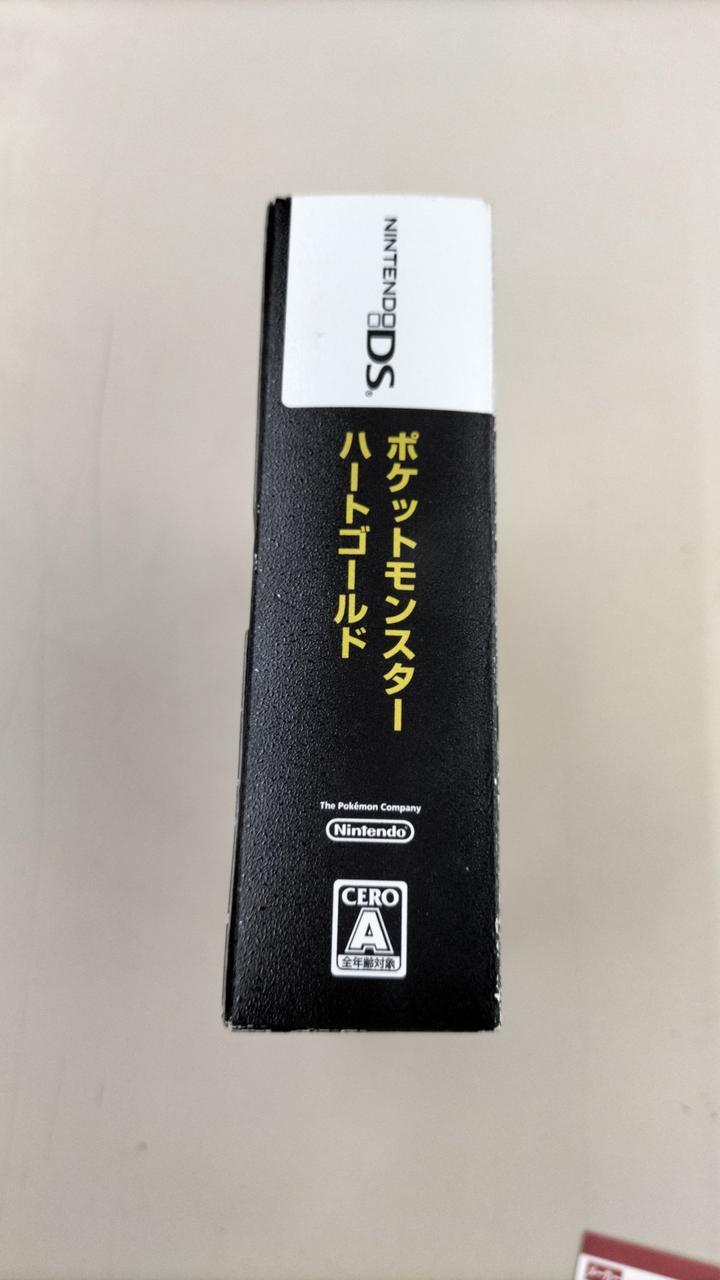 NINTENDO DS®
ポケットモンスター
ハートゴールド
The Pokémon Company
Nintendo®
CERO
A
全年齢対象